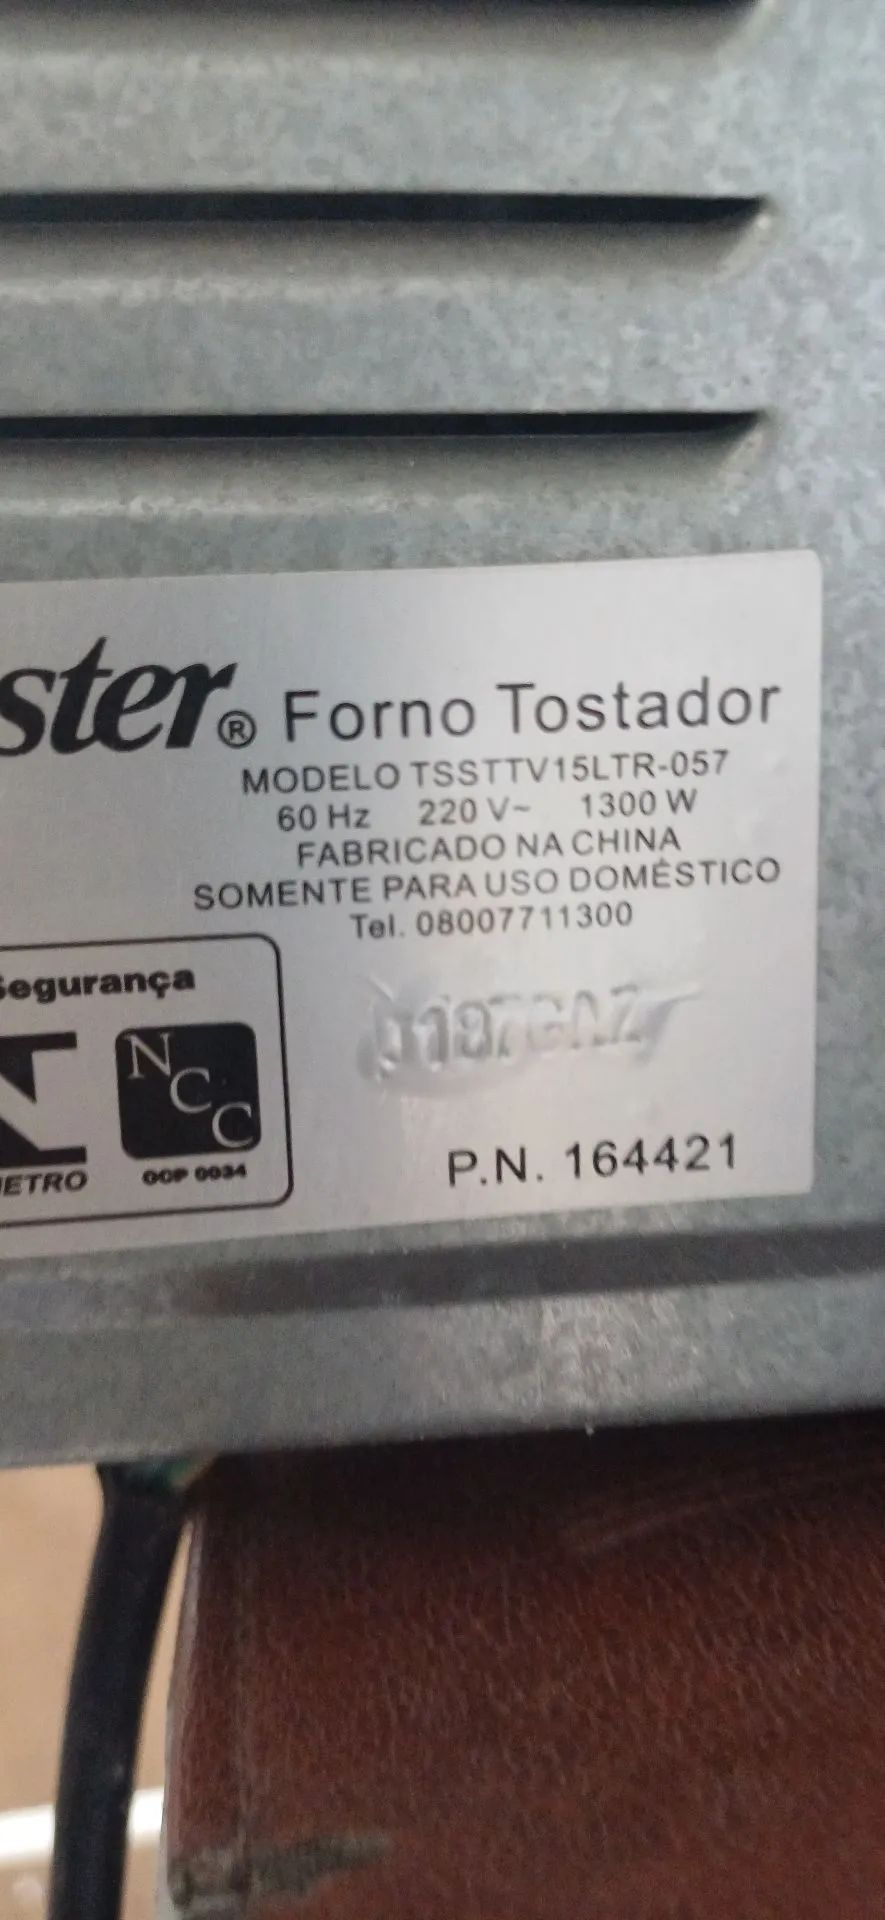 ster® Forno Tostador
MODELO TSSTTV15LTR-057
60 Hz 220 V~ 1300 W
FABRICADO NA CHINA
SOMENTE PARA USO DOMÉSTICO
Tel. 08007711300
Segurança
NCC
METRO
OCP 0034
P.N. 164421